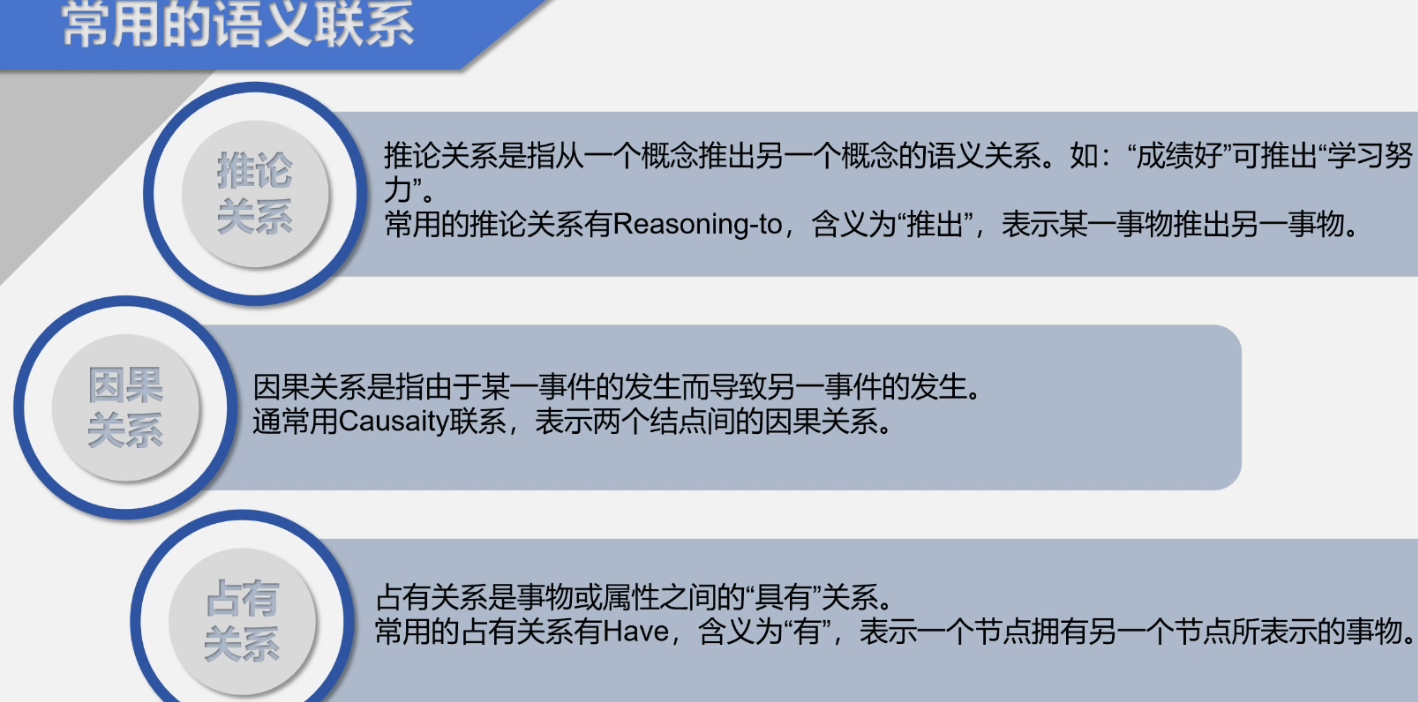 常用的语义联系
推论
关系
推论关系是指从一个概念推出另一个概念的语义关系。如：“成绩好”可推出“学习努
力”。
常用的推论关系有Reasoning-to，含义为“推出”，表示某一事物推出另一事物。
因果
关系
因果关系是指由于某一事件的发生而导致另一事件的发生。
通常用Causaity联系，表示两个结点间的因果关系。
占有
关系
占有关系是事物或属性之间的“具有”关系。
常用的占有关系有Have，含义为“有”，表示一个节点拥有另一个节点所表示的事物。